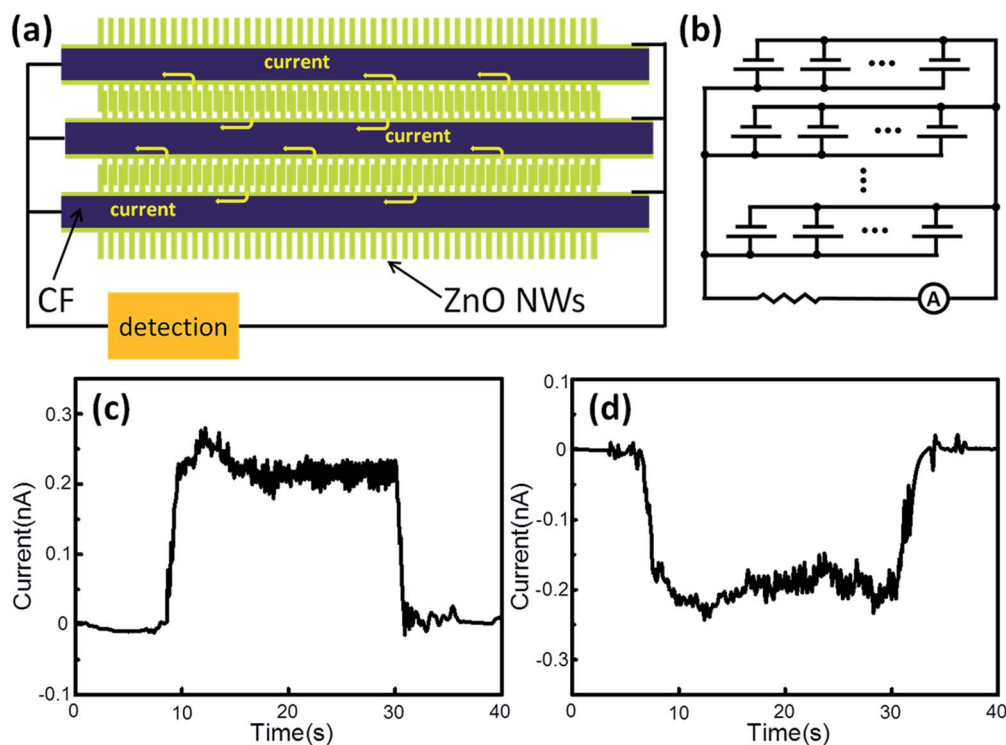 (a)
current
current
current
CF
ZnO NWs
detection
(b)
A
(c)
Current(nA)
0.3
0.2
0.1
0
-0.1
0
10
20
30
40
Time(s)
(d)
Current(nA)
0.1
0
-0.1
-0.2
-0.3
0
10
20
30
40
Time(s)